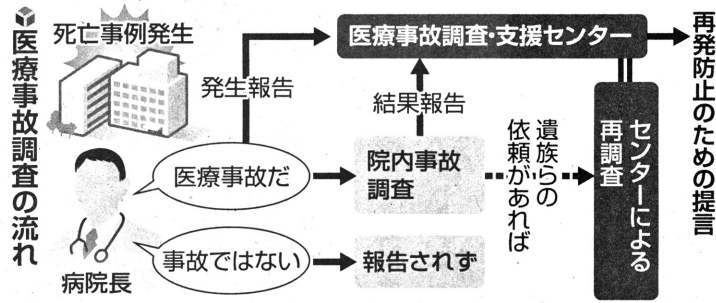 医療事故調査の流れ
死亡事例発生
病院長
医療事故だ
事故ではない
発生報告
医療事故調査・支援センター
結果報告
院内事故
調査
報告されず
遺族らの
依頼があれば
センターによる
再調査
再発防止のための提言